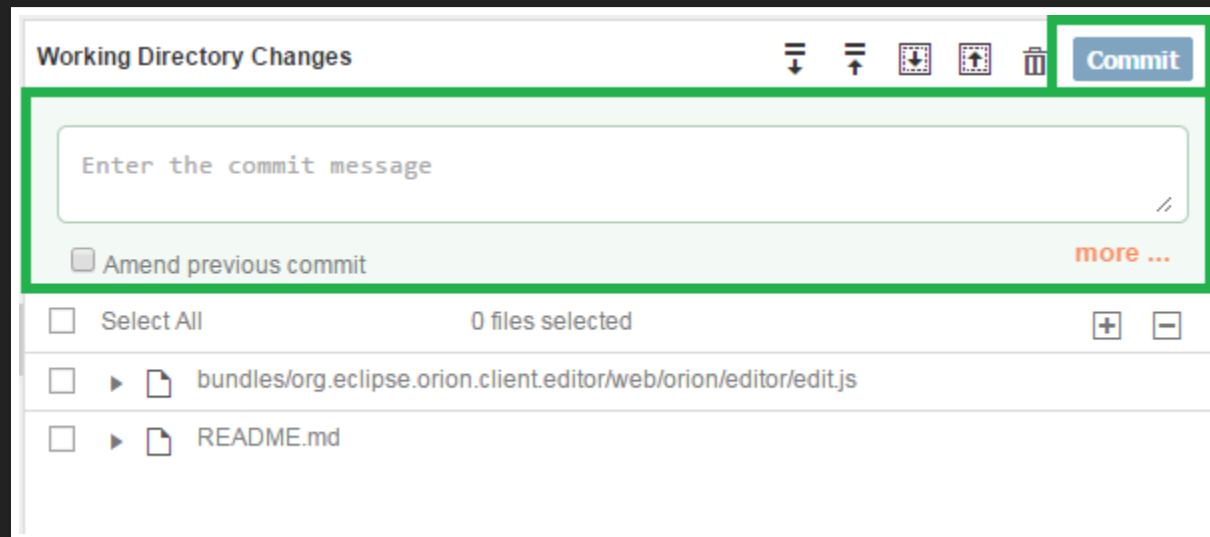 Working Directory Changes
Commit
Enter the commit message
Amend previous commit
more ...
Select All
0 files selected
bundles/org.eclipse.orion.client.editor/web/orion/editor/edit.js
README.md